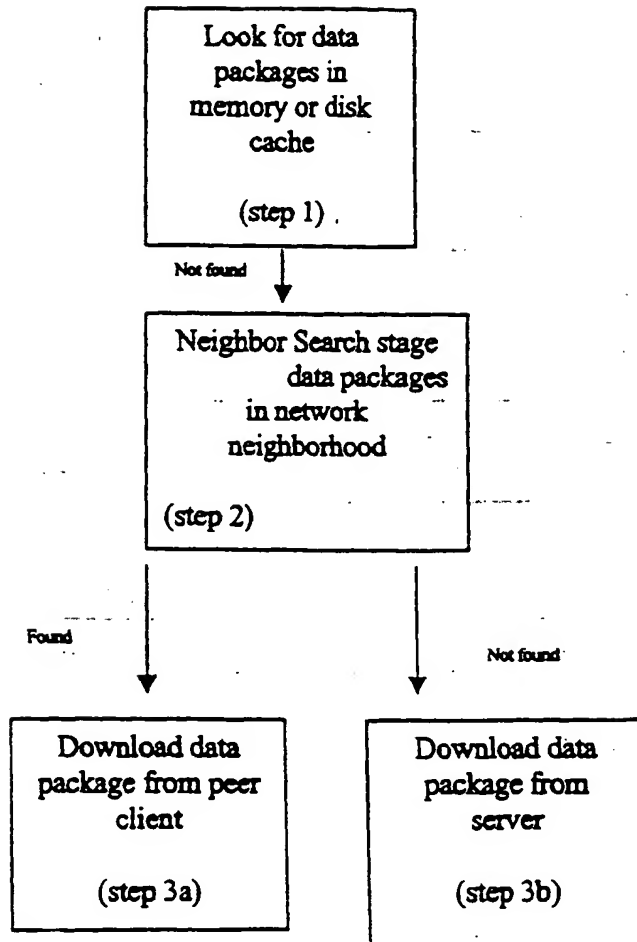 Look for data
packages in
memory or disk
cache
(step 1)
Not found
Neighbor Search stage
data packages
in network
neighborhood
(step 2)
Found
Not found
Download data
package from peer
client
(step 3a)
Download data
package from
server
(step 3b)